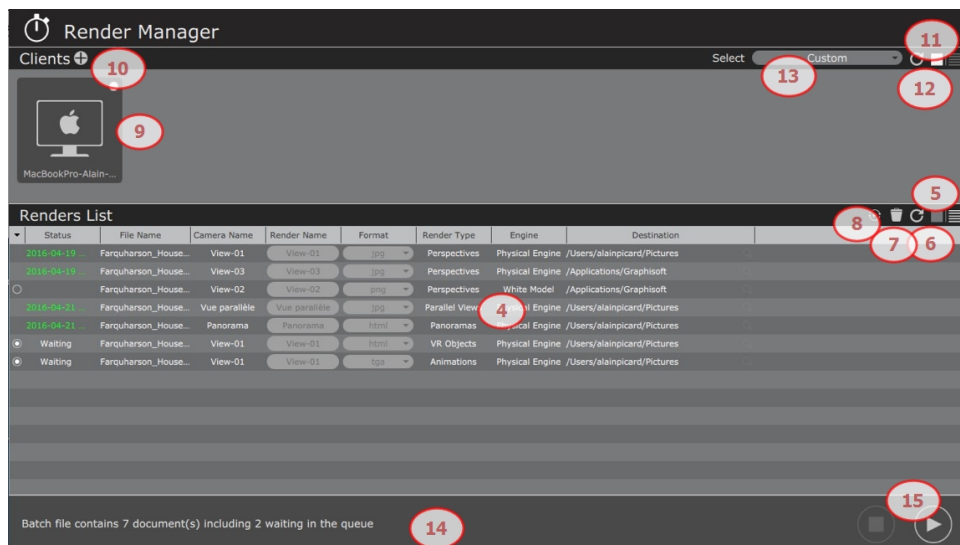 Render Manager
Clients
10
Select Custom
11
13
12
9
MacBookPro-Alain-...
5
Renders List
8
7
6
Status File Name Camera Name Render Name Format Render Type Engine Destination
2016-04-19 ... Farquharson_House... View-01 View-01 jpg Perspectives Physical Engine /Users/alainpicard/Pictures
2016-04-19 ... Farquharson_House... View-03 View-03 jpg Perspectives Physical Engine /Applications/Graphisoft
Farquharson_House... View-02 View-02 png Perspectives White Model /Applications/Graphisoft
2016-04-21 ... Farquharson_House... Vue parallèle Vue parallèle jpg Parallel View Engine /Users/alainpicard/Pictures
4
2016-04-21 ... Farquharson_House... Panorama Panorama html Panoramas Physical Engine /Users/alainpicard/Pictures
Waiting Farquharson_House... View-01 View-01 html VR Objects Physical Engine /Users/alainpicard/Pictures
Waiting Farquharson_House... View-01 View-01 tga Animations Physical Engine /Users/alainpicard/Pictures
15
Batch file contains 7 document(s) including 2 waiting in the queue
14